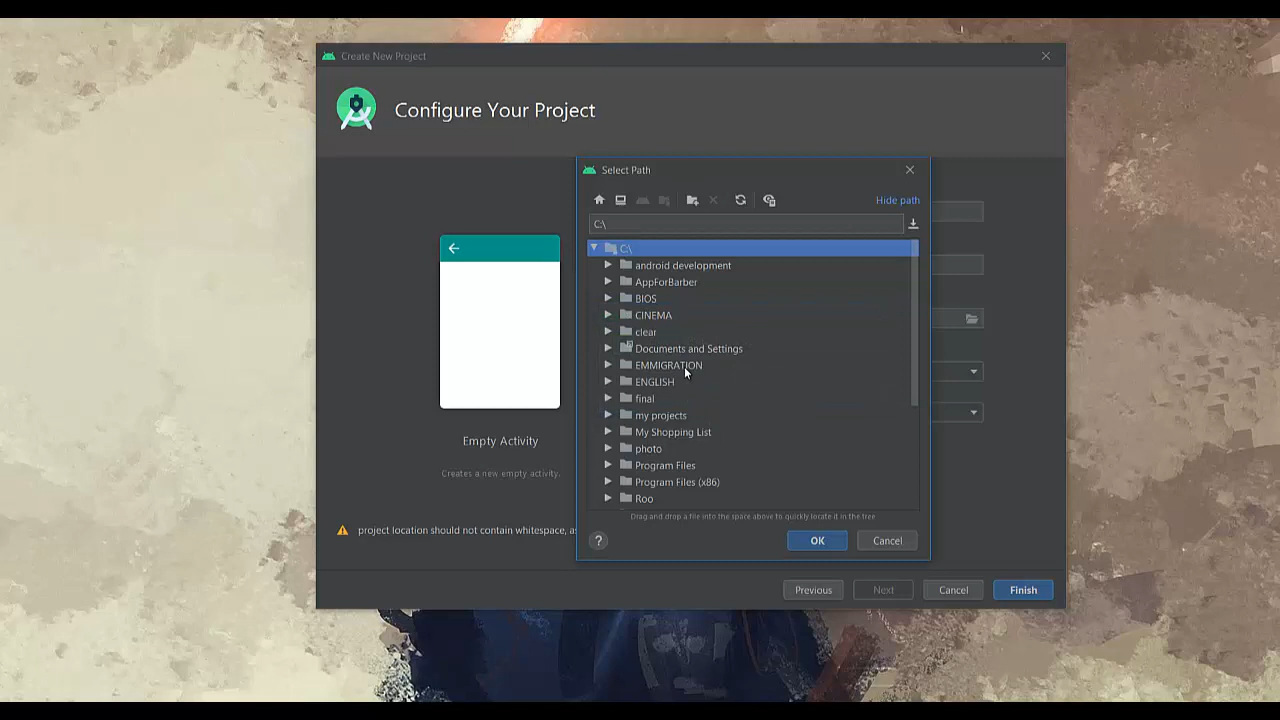 Create New Project
Configure Your Project
Select Path
Hide path
C:\
C:\
android development
AppForBarber
BIOS
CINEMA
clear
Documents and Settings
EMMIGRATION
ENGLISH
final
my projects
My Shopping List
photo
Program Files
Program Files (x86)
Roo
Drag and drop a file into the space above to quickly locate it in the tree
Empty Activity
Creates a new empty activity.
project location should not contain whitespace, as
?
OK
Cancel
Previous
Next
Cancel
Finish